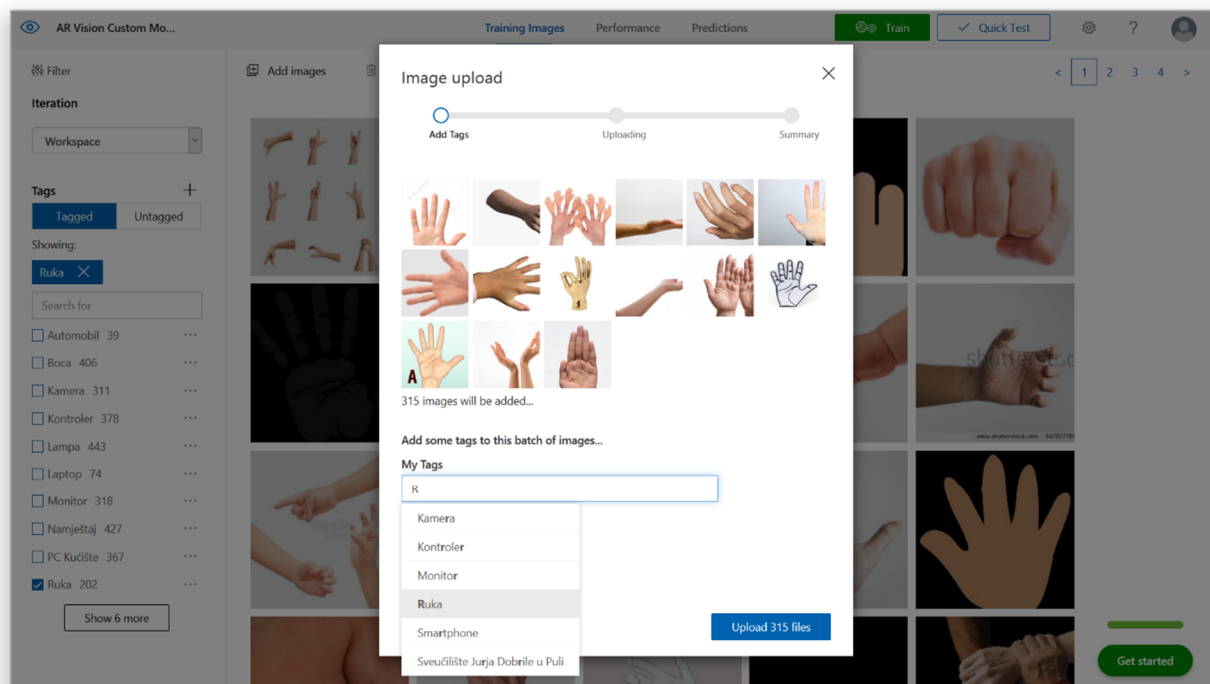 AR Vision Custom Mo...
Training Images
Performance
Predictions
Train
Quick Test
?
Filter
Iteration
Workspace
Tags
Tagged
Untagged
Showing:
Ruka
Search for
Automobil 39
Boca 406
Kamera 311
Kontroler 378
Lampa 443
Laptop 74
Monitor 318
Namještaj 427
PC Kućište 367
Ruka 202
Show 6 more
Add images
< 1 2 3 4 >
Image upload
Add Tags
Uploading
Summary
A
315 images will be added...
Add some tags to this batch of images...
My Tags
R
Kamera
Kontroler
Monitor
Ruka
Smartphone
Sveučilište Jurja Dobrile u Puli
Upload 315 files
www.shutterstock.com
Get started